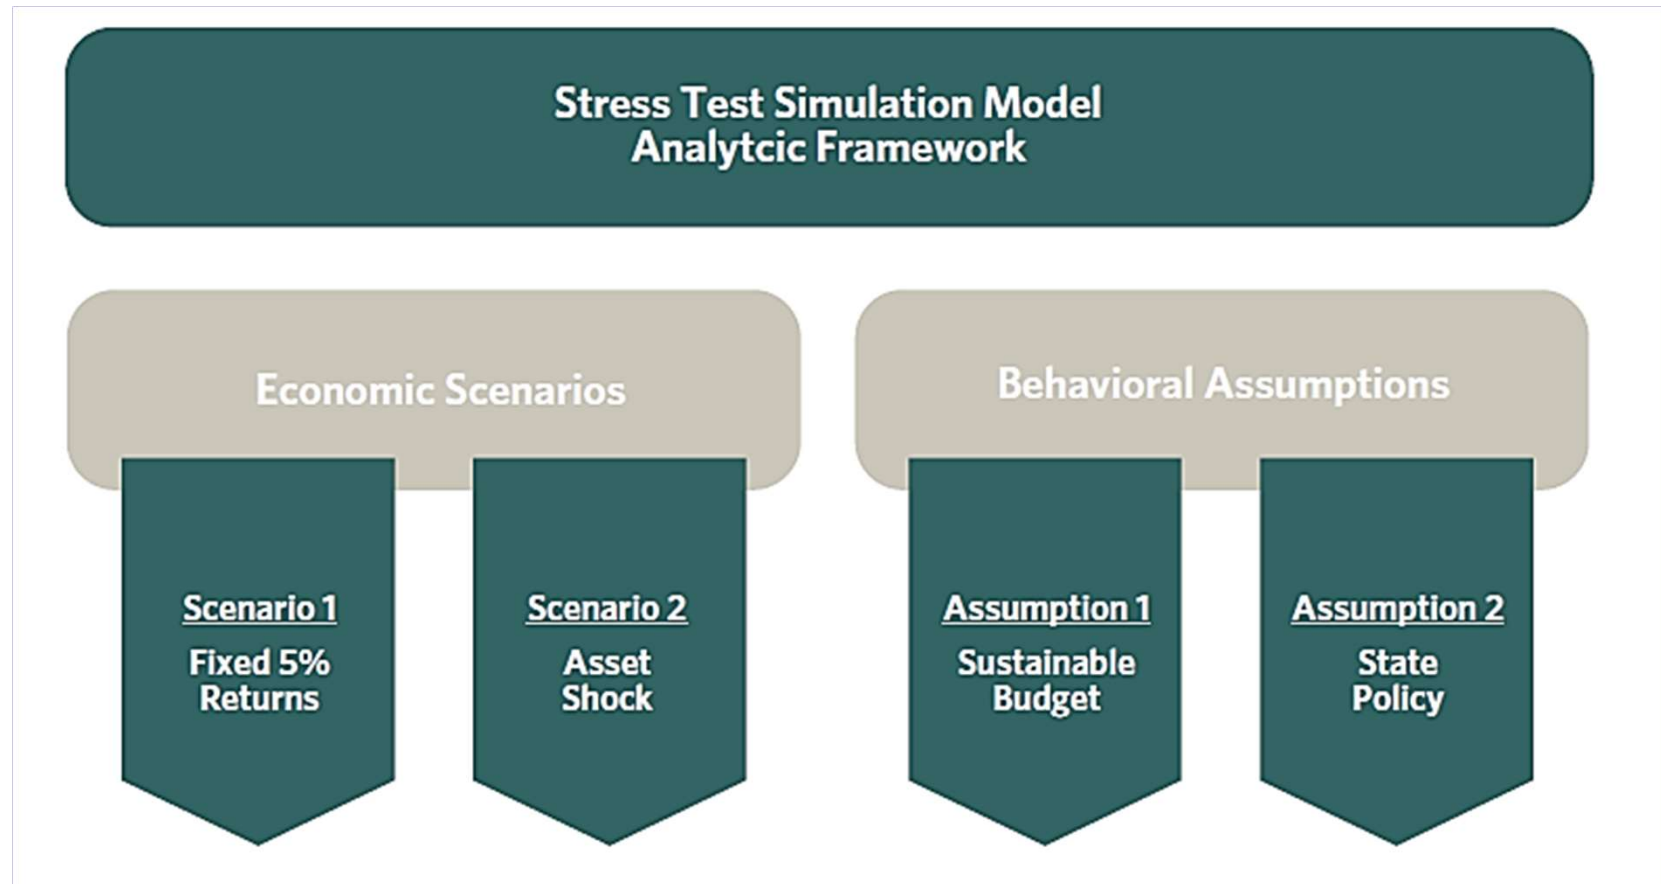 Stress Test Simulation Model
Analytcic Framework
Economic Scenarios
Behavioral Assumptions
Scenario 1
Fixed 5%
Returns
Scenario 2
Asset
Shock
Assumption 1
Sustainable
Budget
Assumption 2
State
Policy